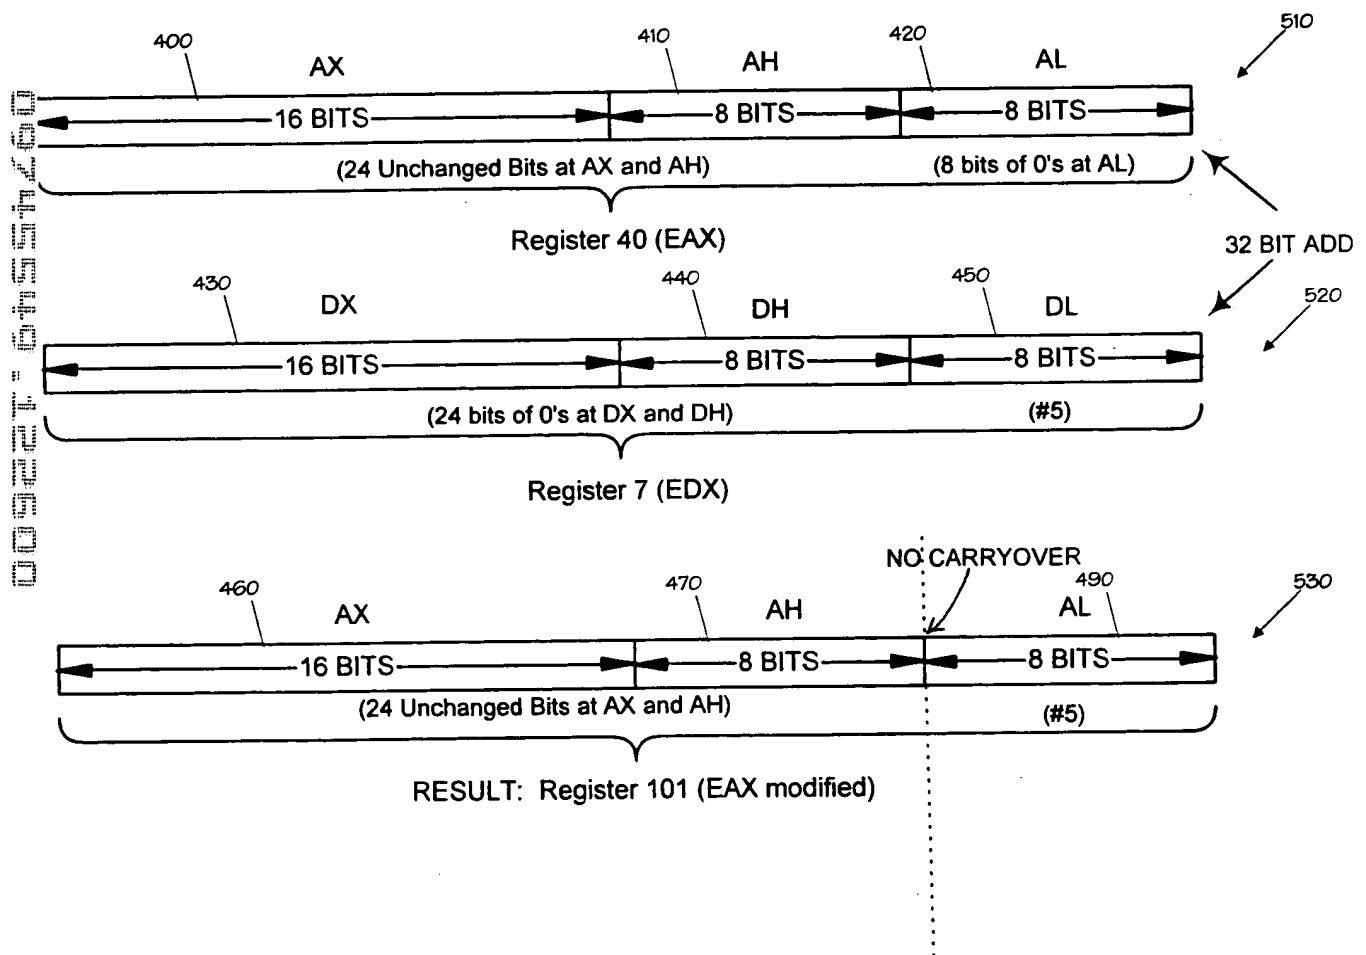 400 410 420 510
AX AH AL
16 BITS 8 BITS 8 BITS
(24 Unchanged Bits at AX and AH) (8 bits of 0's at AL)
Register 40 (EAX)
32 BIT ADD
430 440 450 520
DX DH DL
16 BITS 8 BITS 8 BITS
(24 bits of 0's at DX and DH) (#5)
Register 7 (EDX)
NO CARRYOVER
460 470 490 530
AX AH AL
16 BITS 8 BITS 8 BITS
(24 Unchanged Bits at AX and AH) (#5)
RESULT: Register 101 (EAX modified)
09745549 . 122600